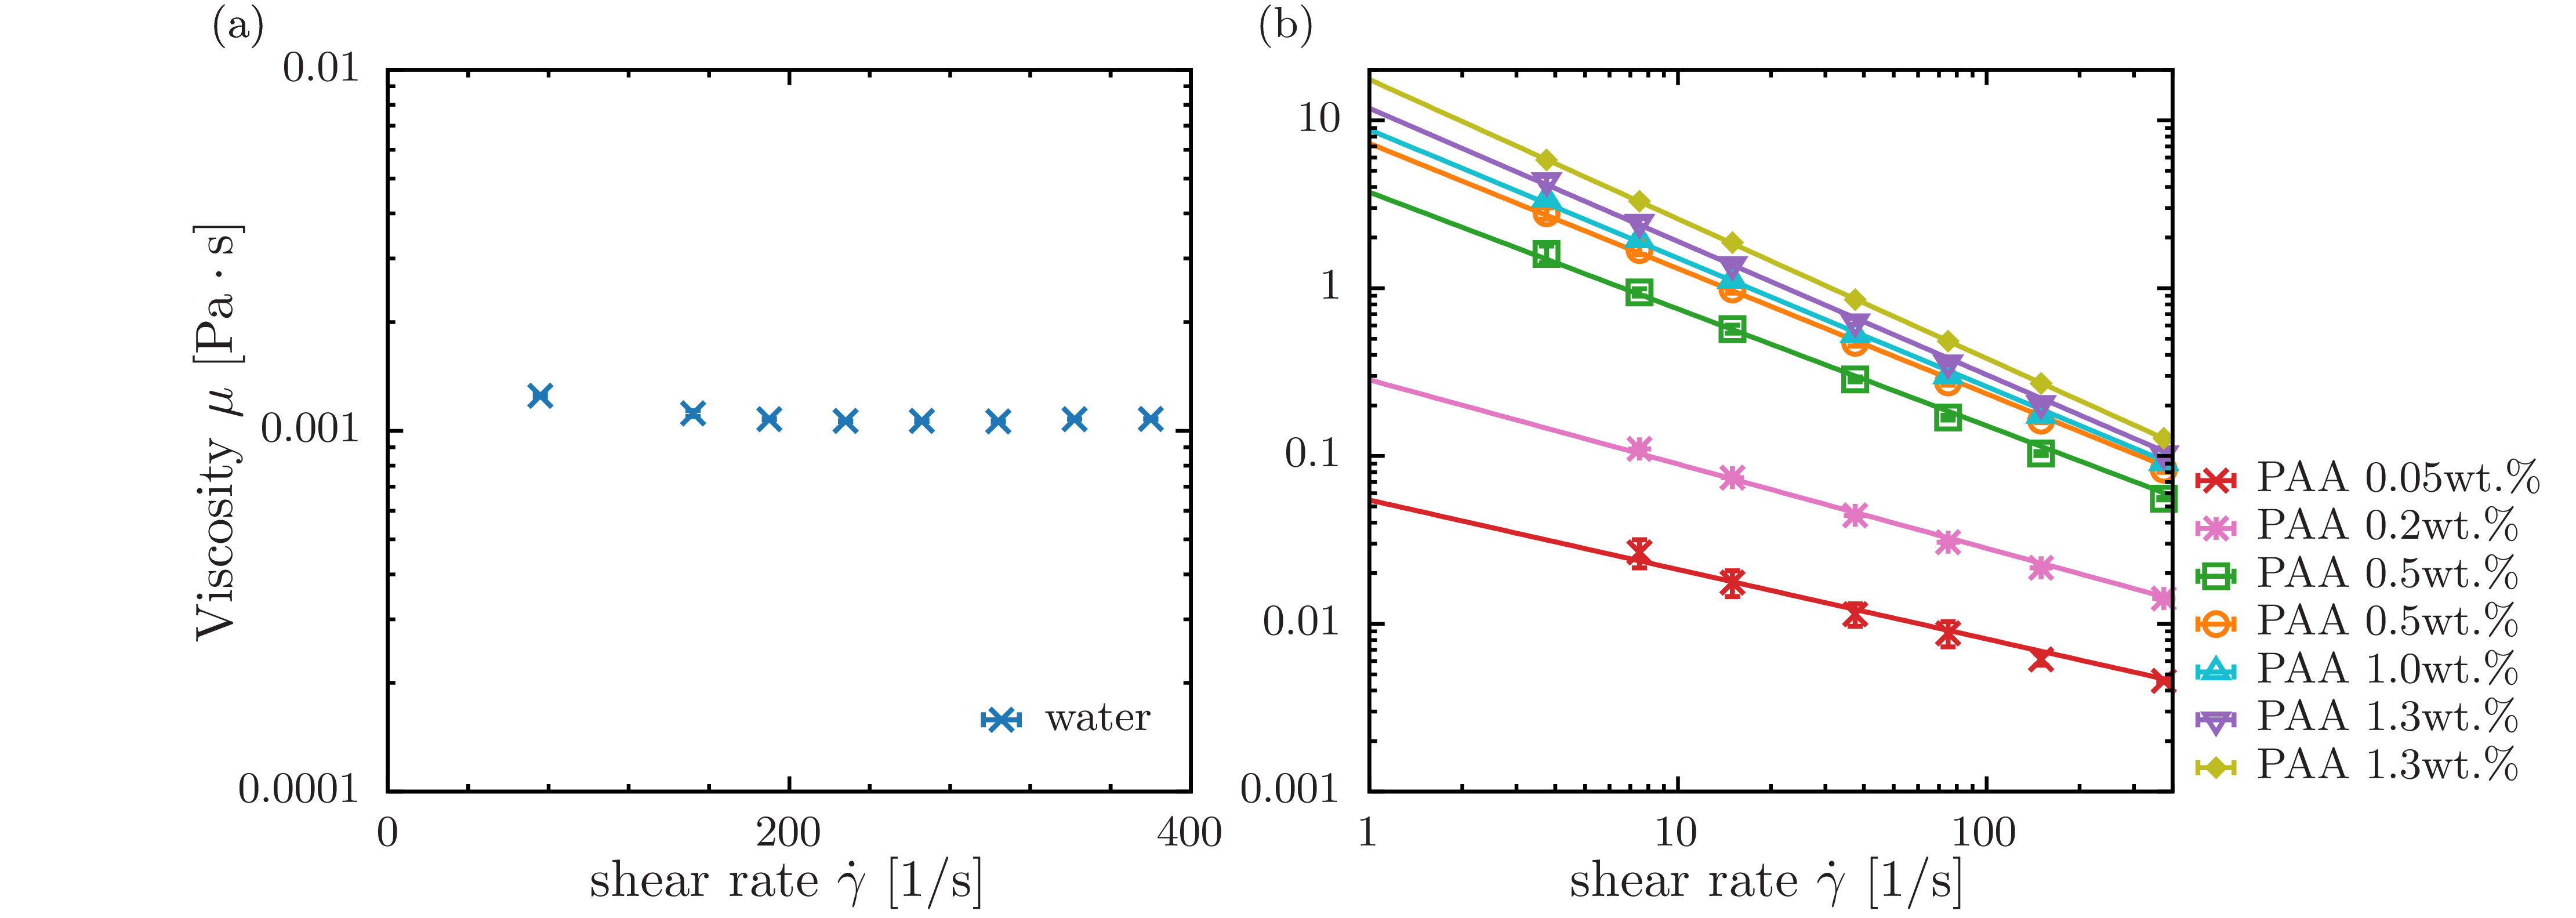 (a)
0.01
0.001
0.0001
Viscosity μ [Pa · s]
water
0
200
400
shear rate γ̇ [1/s]
(b)
10
1
0.1
0.01
0.001
1
10
100
shear rate γ̇ [1/s]
PAA 0.05wt.%
PAA 0.2wt.%
PAA 0.5wt.%
PAA 0.5wt.%
PAA 1.0wt.%
PAA 1.3wt.%
PAA 1.3wt.%